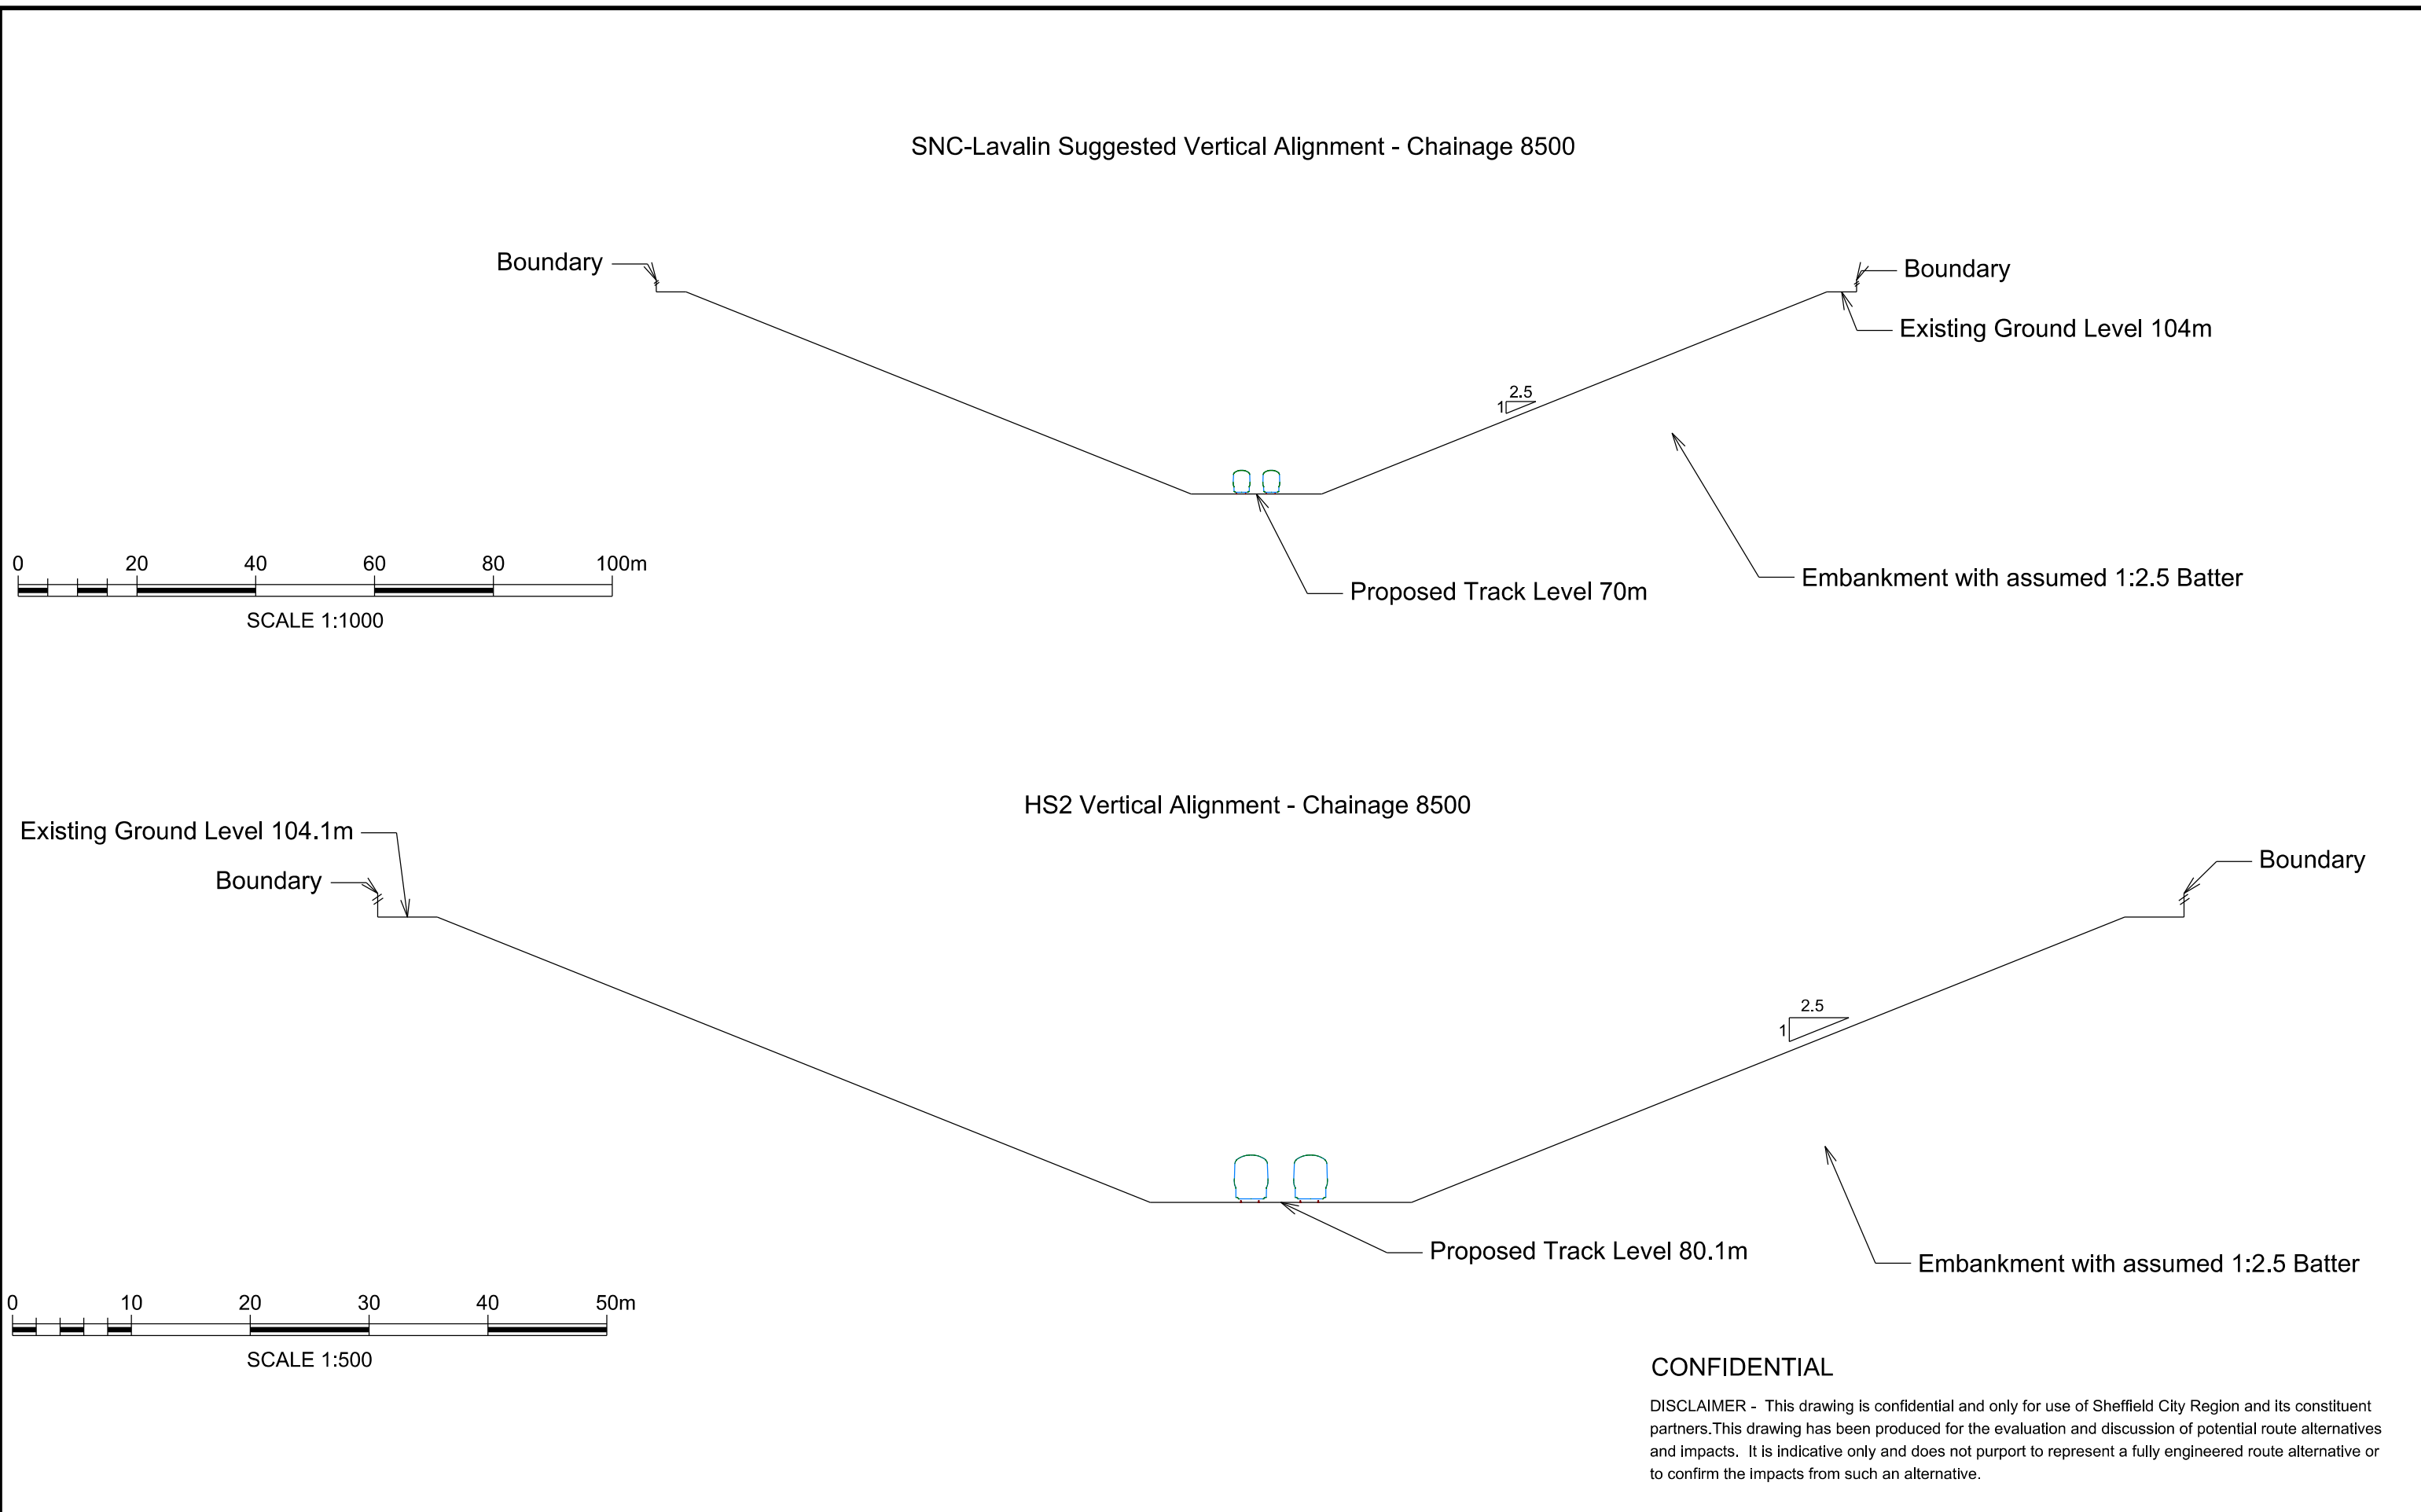 SNC-Lavalin Suggested Vertical Alignment - Chainage 8500
Boundary
Boundary
Existing Ground Level 104m
2.5
1
0 20 40 60 80 100m
SCALE 1:1000
Proposed Track Level 70m
Embankment with assumed 1:2.5 Batter
HS2 Vertical Alignment - Chainage 8500
Existing Ground Level 104.1m
Boundary
Boundary
2.5
1
Proposed Track Level 80.1m
Embankment with assumed 1:2.5 Batter
0 10 20 30 40 50m
SCALE 1:500
CONFIDENTIAL
DISCLAIMER - This drawing is confidential and only for use of Sheffield City Region and its constituent
partners.This drawing has been produced for the evaluation and discussion of potential route alternatives
and impacts. It is indicative only and does not purport to represent a fully engineered route alternative or
to confirm the impacts from such an alternative.